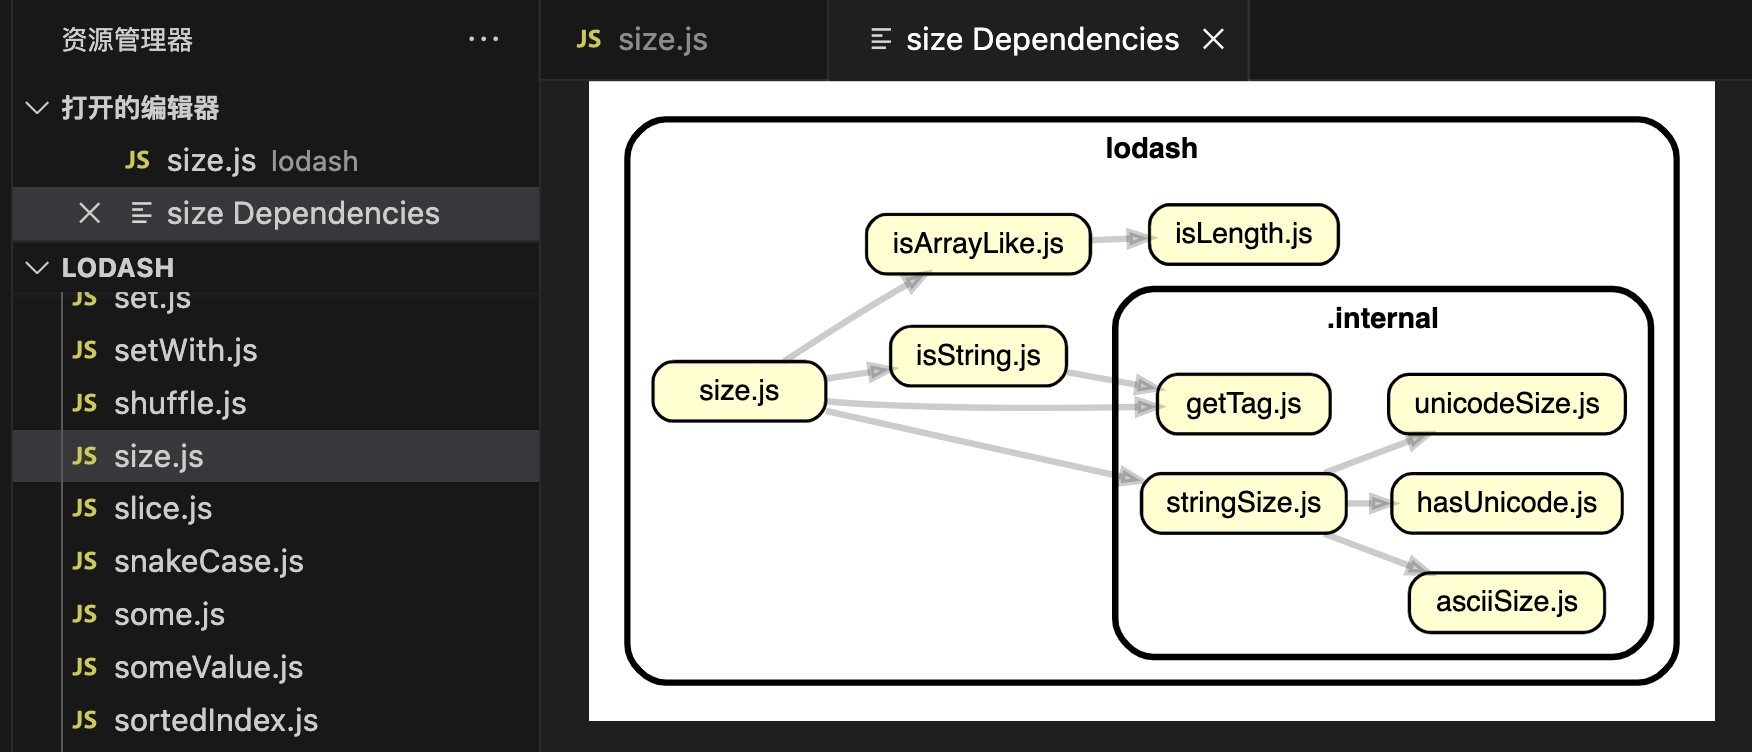 资源管理器 ···
打开的编辑器
JS size.js lodash
size Dependencies
LODASH
JS set.js
JS setWith.js
JS shuffle.js
JS size.js
JS slice.js
JS snakeCase.js
JS some.js
JS someValue.js
JS sortedIndex.js
JS size.js
size Dependencies
lodash
isArrayLike.js
isLength.js
.internal
isString.js
size.js
getTag.js
unicodeSize.js
stringSize.js
hasUnicode.js
asciiSize.js